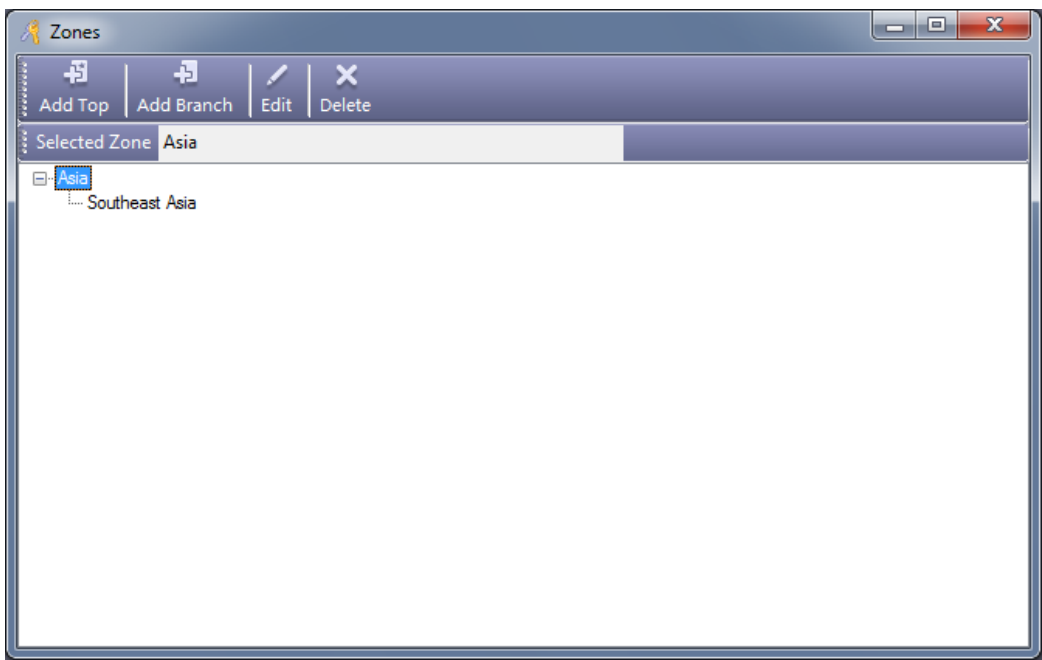 Zones
Add Top Add Branch Edit Delete
Selected Zone Asia
Asia
Southeast Asia